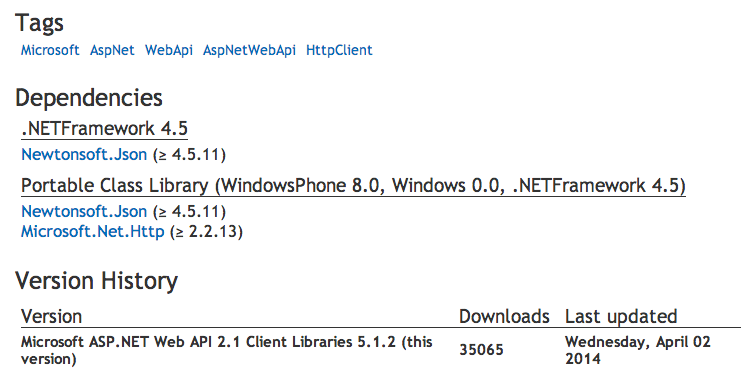 Tags
Microsoft AspNet WebApi AspNetWebApi HttpClient
Dependencies
.NETFramework 4.5
Newtonsoft.Json (≥ 4.5.11)
Portable Class Library (WindowsPhone 8.0, Windows 0.0, .NETFramework 4.5)
Newtonsoft.Json (≥ 4.5.11)
Microsoft.Net.Http (≥ 2.2.13)
Version History
Version Downloads Last updated
Microsoft ASP.NET Web API 2.1 Client Libraries 5.1.2 (this
version)
35065
Wednesday, April 02
2014